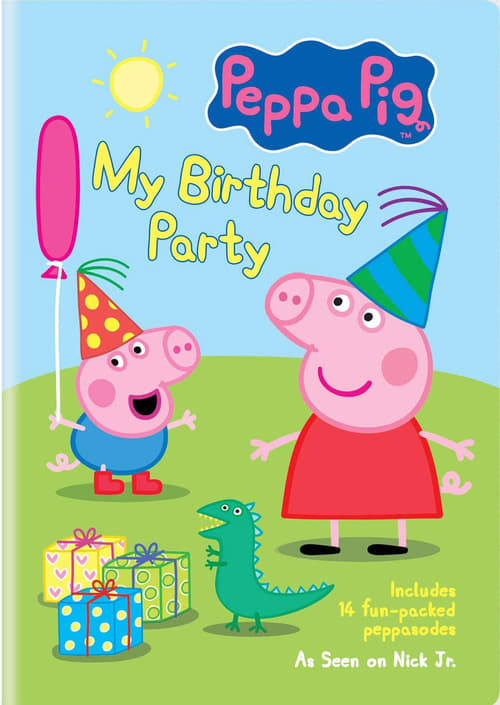 Peppa Pig
TM
My Birthday
Party
Includes
14 fun-packed
peppasodes
As Seen on Nick Jr.